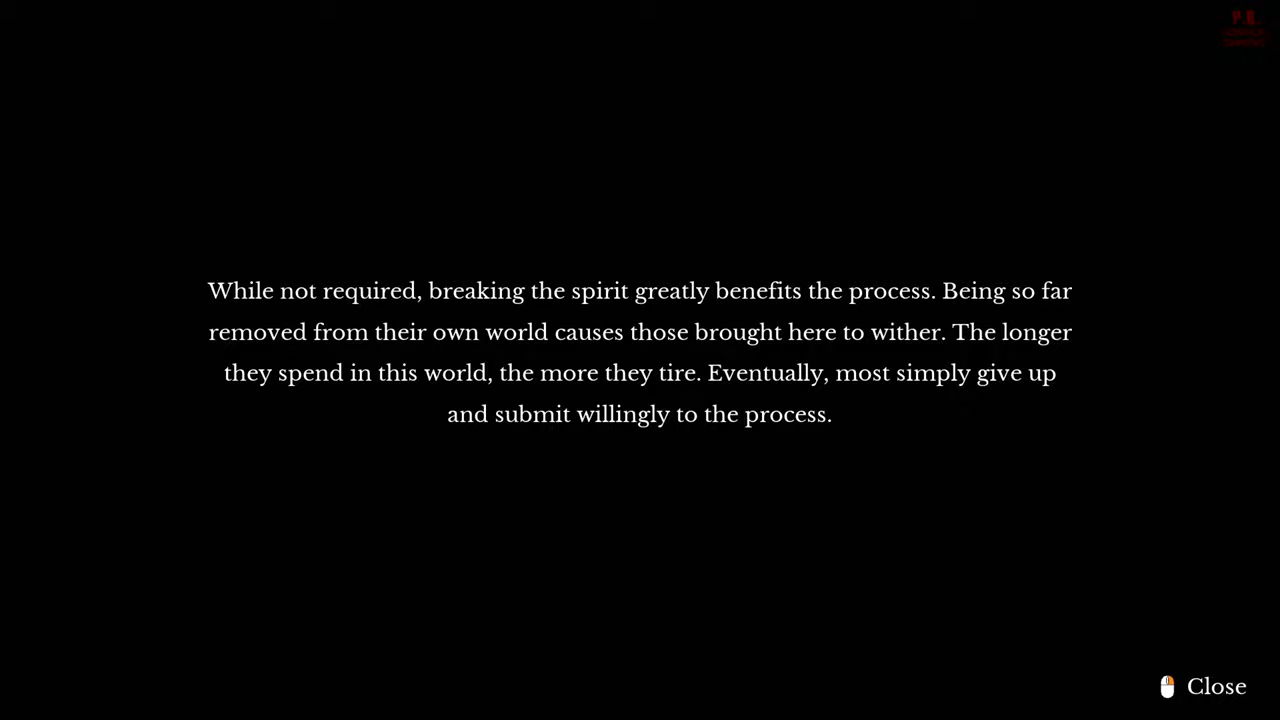 While not required, breaking the spirit greatly benefits the process. Being so far
removed from their own world causes those brought here to wither. The longer
they spend in this world, the more they tire. Eventually, most simply give up
and submit willingly to the process.
Close